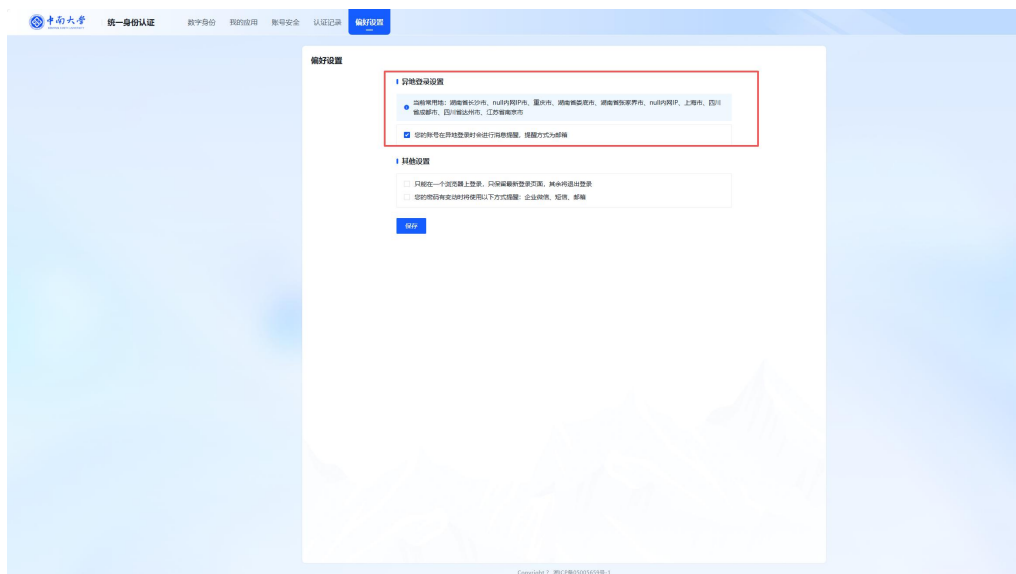 中南大学 统一身份认证 数字身份 我的应用 账号安全 认证记录 偏好设置
偏好设置
异地登录设置
当前常用地：湖南省长沙市、null内网IP市、重庆市、湖南省娄底市、湖南省张家界市、null内网IP、上海市、四川
省成都市、四川省达州市、江苏省南京市
您的账号在异地登录时会进行消息提醒，提醒方式为邮箱
其他设置
只能在一个浏览器上登录，只保留最新登录页面，其余将退出登录
您的密码有变动时将使用以下方式提醒：企业微信、短信、邮箱
保存